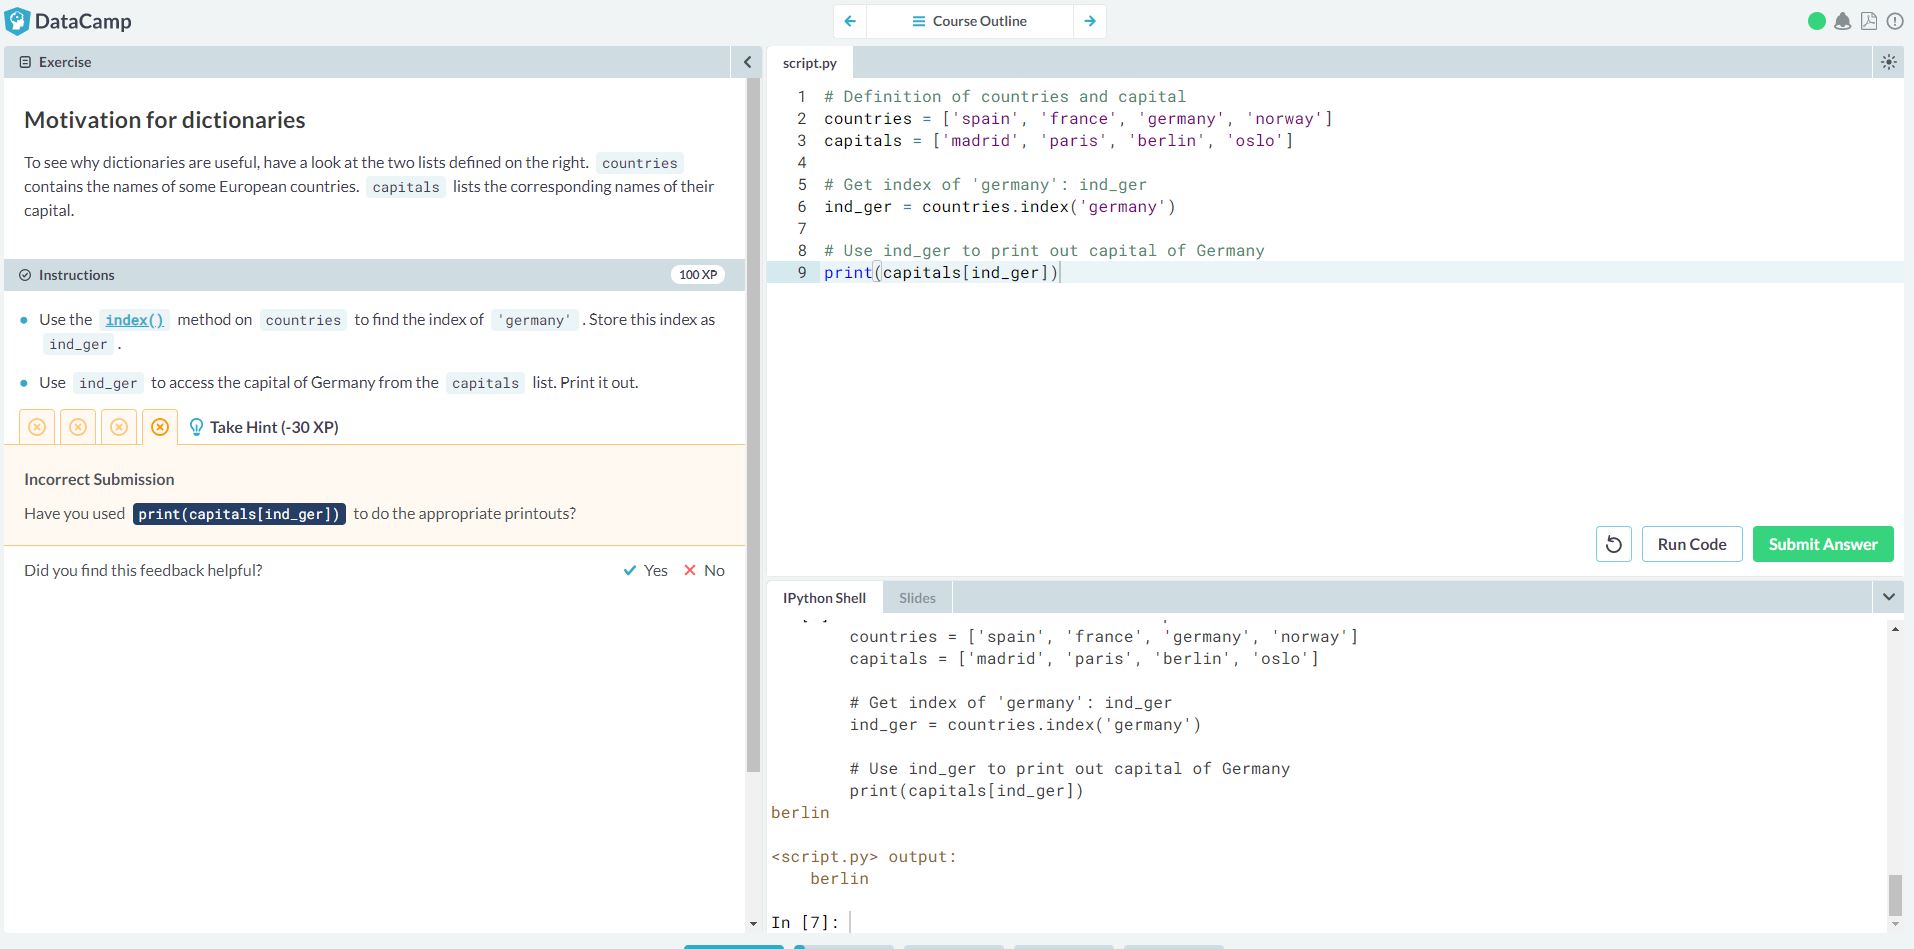 DataCamp
Course Outline
Exercise
Motivation for dictionaries
To see why dictionaries are useful, have a look at the two lists defined on the right. countries
contains the names of some European countries. capitals lists the corresponding names of their
capital.
Instructions
100 XP
Use the index() method on countries to find the index of 'germany' . Store this index as
ind_ger .
Use ind_ger to access the capital of Germany from the capitals list. Print it out.
Take Hint (-30 XP)
Incorrect Submission
Have you used print(capitals[ind_ger]) to do the appropriate printouts?
Did you find this feedback helpful?
Yes
No
script.py
1 # Definition of countries and capital
2 countries = ['spain', 'france', 'germany', 'norway']
3 capitals = ['madrid', 'paris', 'berlin', 'oslo']
4
5 # Get index of 'germany': ind_ger
6 ind_ger = countries.index('germany')
7
8 # Use ind_ger to print out capital of Germany
9 print(capitals[ind_ger])
Run Code
Submit Answer
IPython Shell
Slides
countries = ['spain', 'france', 'germany', 'norway']
capitals = ['madrid', 'paris', 'berlin', 'oslo']
# Get index of 'germany': ind_ger
ind_ger = countries.index('germany')
# Use ind_ger to print out capital of Germany
print(capitals[ind_ger])
berlin
<script.py> output:
berlin
In [7]: